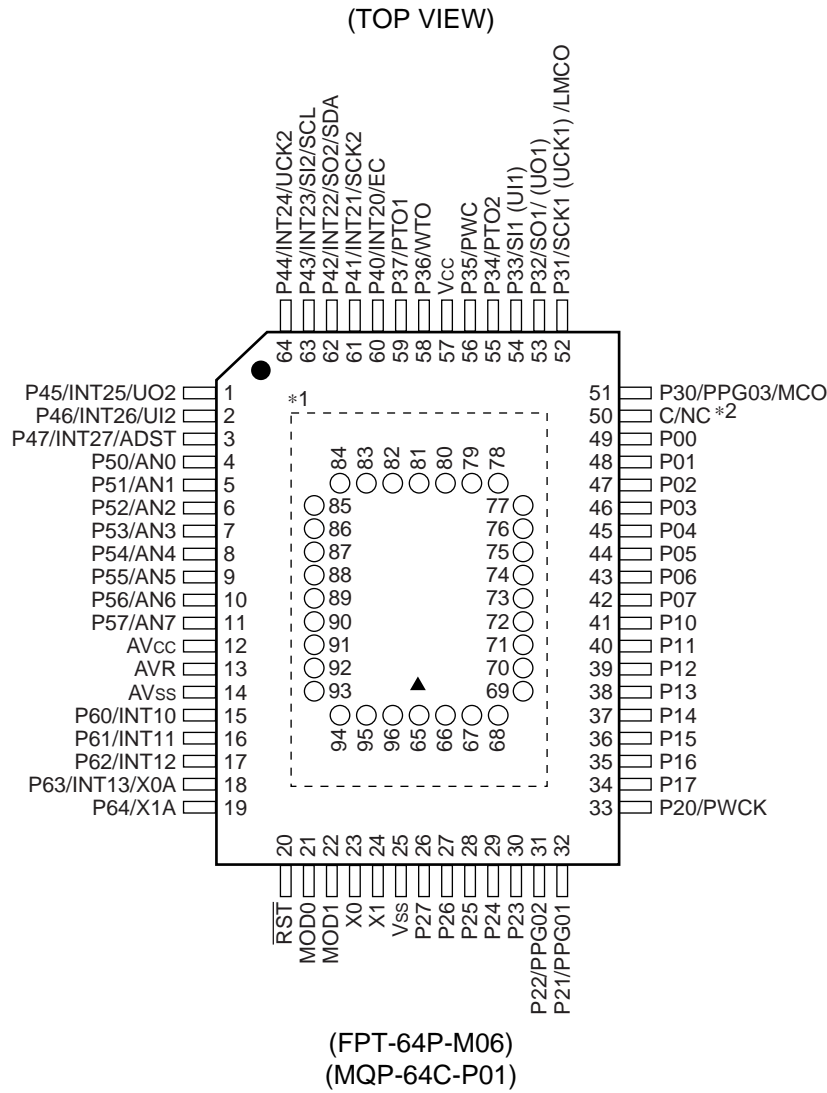 (TOP VIEW)
P44/INT24/UCK2
P43/INT23/SI2/SCL
P42/INT22/SO2/SDA
P41/INT21/SCK2
P40/INT20/EC
P37/PTO1
P36/WTO
Vcc
P35/PWC
P34/PTO2
P33/SI1 (UI1)
P32/SO1/ (UO1)
P31/SCK1 (UCK1) /LMCO
64
63
62
61
60
59
58
57
56
55
54
53
52
P45/INT25/UO2 1
P46/INT26/UI2 2
P47/INT27/ADST 3
P50/AN0 4
P51/AN1 5
P52/AN2 6
P53/AN3 7
P54/AN4 8
P55/AN5 9
P56/AN6 10
P57/AN7 11
AVcc 12
AVR 13
AVss 14
P60/INT10 15
P61/INT11 16
P62/INT12 17
P63/INT13/X0A 18
P64/X1A 19
*1
84
83
82
81
80
79
78
85
86
87
88
89
90
91
92
93
77
76
75
74
73
72
71
70
69
94
95
96
65
66
67
68
51 P30/PPG03/MCO
50 C/NC *2
49 P00
48 P01
47 P02
46 P03
45 P04
44 P05
43 P06
42 P07
41 P10
40 P11
39 P12
38 P13
37 P14
36 P15
35 P16
34 P17
33 P20/PWCK
20
21
22
23
24
25
26
27
28
29
30
31
32
RST
MOD0
MOD1
X0
X1
Vss
P27
P26
P25
P24
P23
P22/PPG02
P21/PPG01
(FPT-64P-M06)
(MQP-64C-P01)